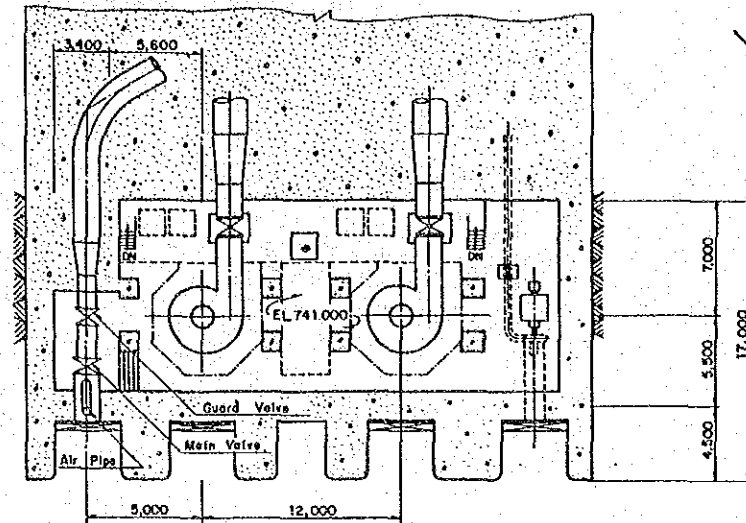 3,400 5,600
DN DN
EL 741.000
7,000
17,000
5,500
Guard Valve
Main Valve
4,500
Air Pipe
5,000 12,000